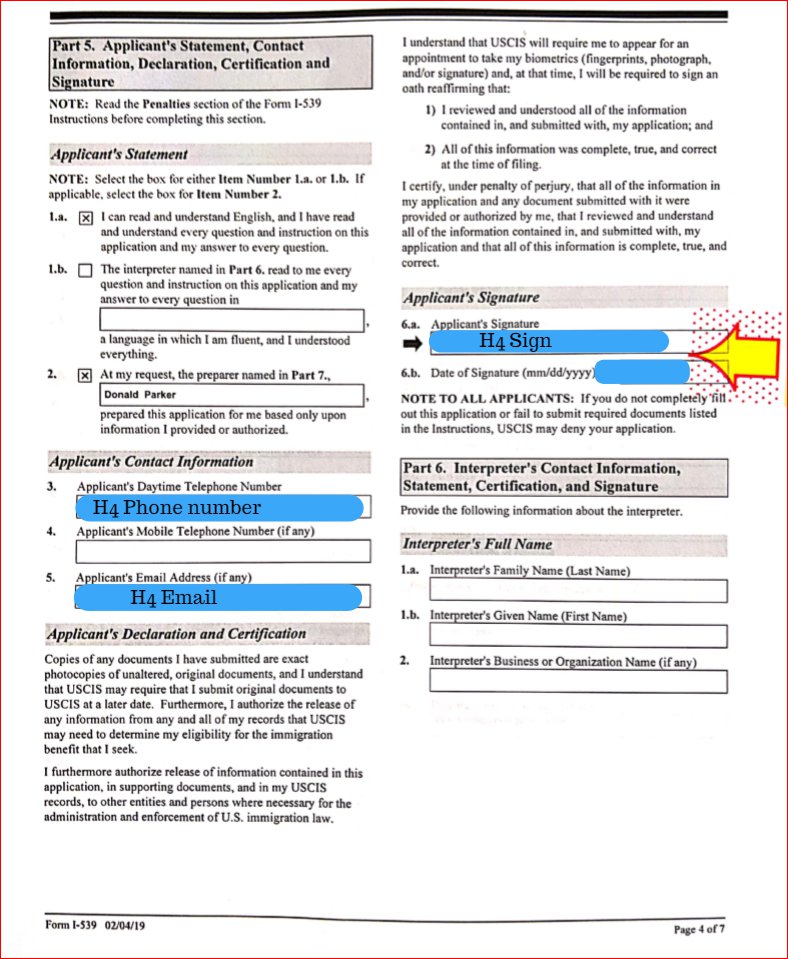 Part 5. Applicant's Statement, Contact
Information, Declaration, Certification and
Signature
NOTE: Read the Penalties section of the Form I-539
Instructions before completing this section.
Applicant's Statement
NOTE: Select the box for either Item Number 1.a. or 1.b. If
applicable, select the box for Item Number 2.
1.a. X I can read and understand English, and I have read
and understand every question and instruction on this
application and my answer to every question.
1.b. The interpreter named in Part 6. read to me every
question and instruction on this application and my
answer to every question in
,
a language in which I am fluent, and I understood
everything.
2. X At my request, the preparer named in Part 7.,
Donald Parker ,
prepared this application for me based only upon
information I provided or authorized.
Applicant's Contact Information
3. Applicant's Daytime Telephone Number
H4 Phone number
4. Applicant's Mobile Telephone Number (if any)
5. Applicant's Email Address (if any)
H4 Email
Applicant's Declaration and Certification
Copies of any documents I have submitted are exact
photocopies of unaltered, original documents, and I understand
that USCIS may require that I submit original documents to
USCIS at a later date. Furthermore, I authorize the release of
any information from any and all of my records that USCIS
may need to determine my eligibility for the immigration
benefit that I seek.
I furthermore authorize release of information contained in this
application, in supporting documents, and in my USCIS
records, to other entities and persons where necessary for the
administration and enforcement of U.S. immigration law.
I understand that USCIS will require me to appear for an
appointment to take my biometrics (fingerprints, photograph,
and/or signature) and, at that time, I will be required to sign an
oath reaffirming that:
1) I reviewed and understood all of the information
contained in, and submitted with, my application; and
2) All of this information was complete, true, and correct
at the time of filing.
I certify, under penalty of perjury, that all of the information in
my application and any document submitted with it were
provided or authorized by me, that I reviewed and understand
all of the information contained in, and submitted with, my
application and that all of this information is complete, true, and
correct.
Applicant's Signature
6.a. Applicant's Signature
H4 Sign
6.b. Date of Signature (mm/dd/yyyy)
NOTE TO ALL APPLICANTS: If you do not completely fill
out this application or fail to submit required documents listed
in the Instructions, USCIS may deny your application.
Part 6. Interpreter's Contact Information,
Statement, Certification, and Signature
Provide the following information about the interpreter.
Interpreter's Full Name
1.a. Interpreter's Family Name (Last Name)
1.b. Interpreter's Given Name (First Name)
2. Interpreter's Business or Organization Name (if any)
Form I-539 02/04/19
Page 4 of 7